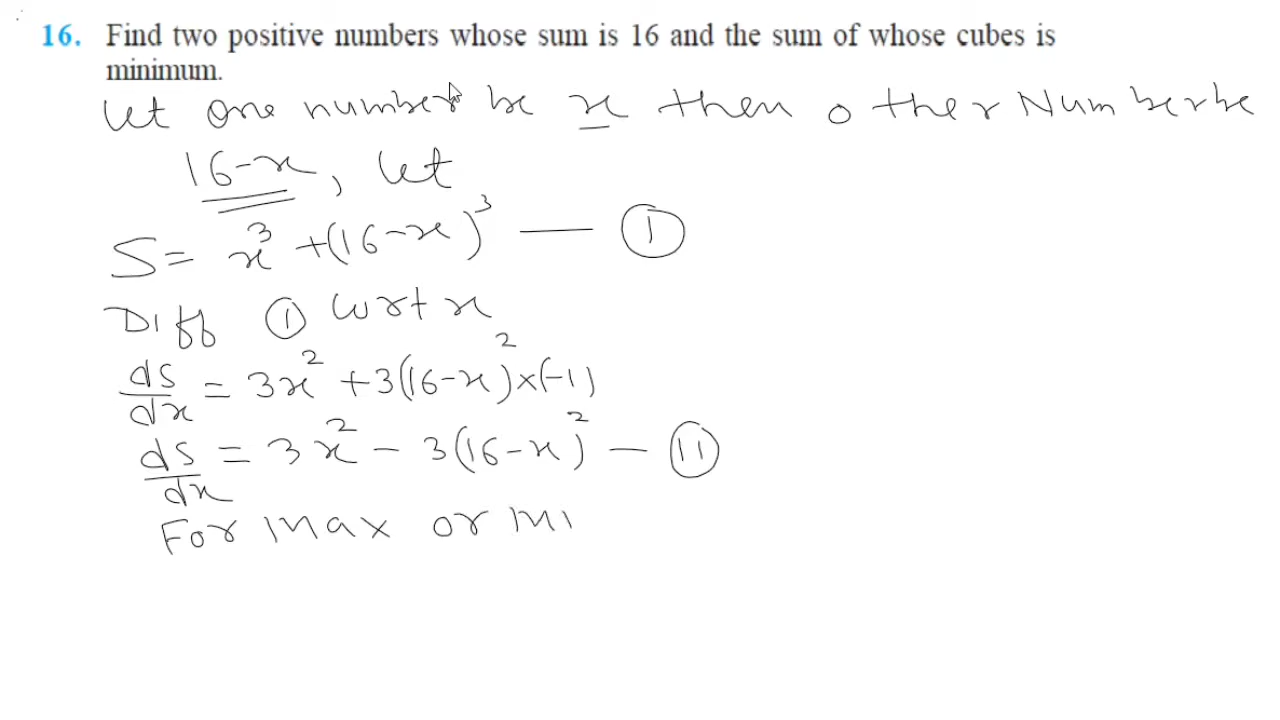 16. Find two positive numbers whose sum is 16 and the sum of whose cubes is
minimum.
Let one number be x then other Number be
16-x, let
S = x³ + (16-x)³ — ①
Diff ① wrt x
ds/dx = 3x² + 3(16-x)² × (-1)
ds/dx = 3x² - 3(16-x)² — ⑪
For max or mi